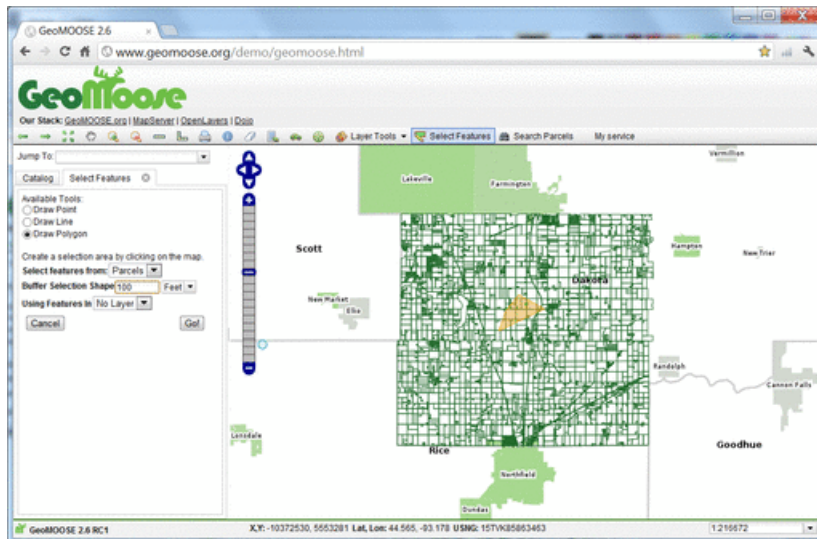 GeoMOOSE 2.6
www.geomoose.org/demo/geomoose.html
GeoMoose
Our Stack: GeoMOOSE.org | MapServer | OpenLayers | Dojo
Layer Tools Select Features Search Parcels My service
Jump To:
Catalog Select Features
Available Tools:
Draw Point
Draw Line
Draw Polygon
Create a selection area by clicking on the map.
Select features from: Parcels
Buffer Selection Shape 100 Feet
Using Features In No Layer
Cancel Go!
Vermillion
Lakeville
Farmington
Scott
Hampton
New Trier
Dakota
New Market
Elko
Randolph
Cannon Falls
Lonsdale
Rice
Goodhue
Northfield
Dundas
GeoMOOSE 2.6 RC1 X,Y: -10372530, 5553281 Lat, Lon: 44.565, -93.178 USNG: 15TVK85863463 1:216672